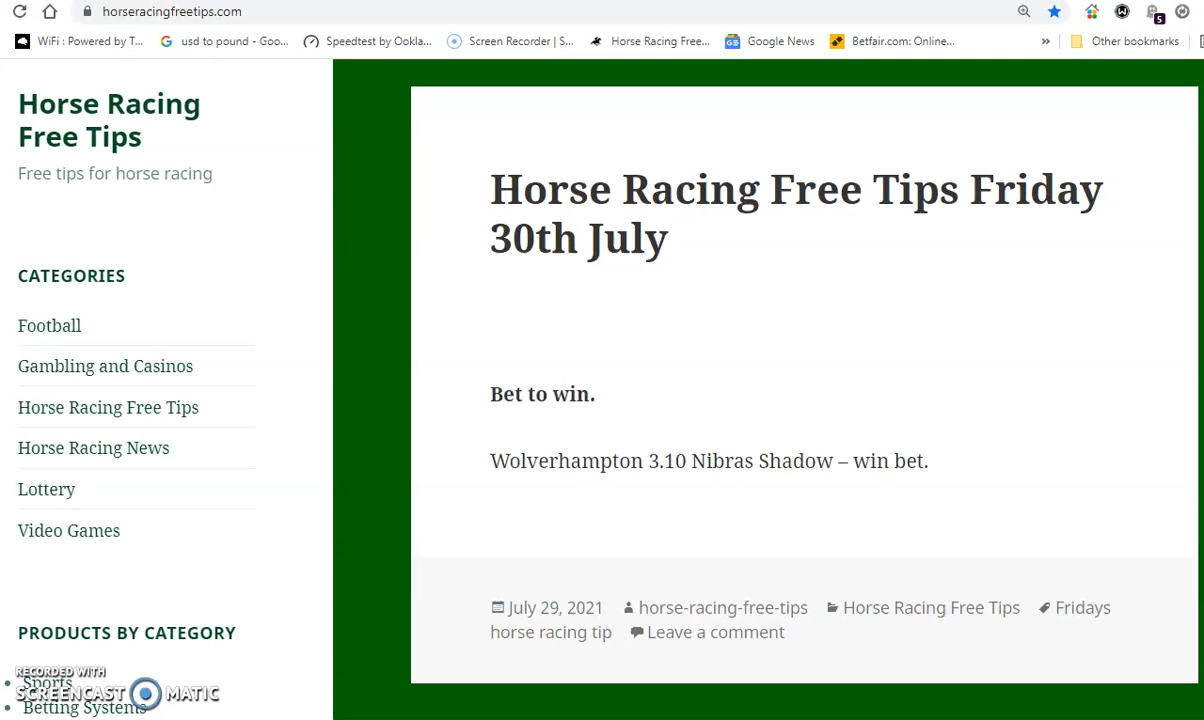 horseracingfreetips.com
WiFi : Powered by T...
usd to pound - Goo...
Speedtest by Ookla...
Screen Recorder | S...
Horse Racing Free...
Google News
Betfair.com: Online...
»
Other bookmarks
5
Horse Racing
Free Tips
Free tips for horse racing
CATEGORIES
Football
Gambling and Casinos
Horse Racing Free Tips
Horse Racing News
Lottery
Video Games
PRODUCTS BY CATEGORY
Sports
Betting Systems
RECORDED WITH
SCREENCAST MATIC
Horse Racing Free Tips Friday
30th July
Bet to win.
Wolverhampton 3.10 Nibras Shadow – win bet.
July 29, 2021 horse-racing-free-tips Horse Racing Free Tips Fridays
horse racing tip Leave a comment